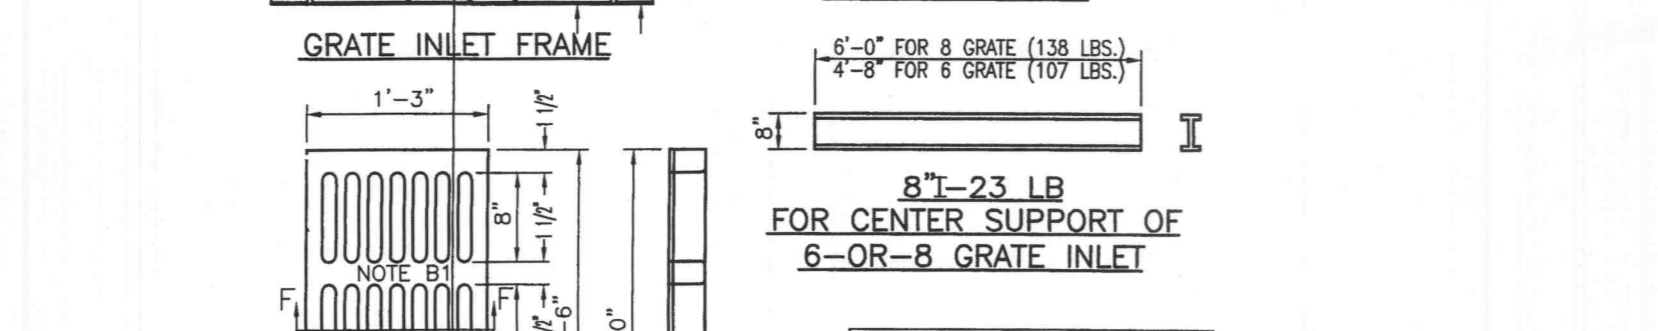 GRATE INLET FRAME
6'-0" FOR 8 GRATE (138 LBS.)
4'-8" FOR 6 GRATE (107 LBS.)
1'-3"
1 1/2"
8"
8"I-23 LB
FOR CENTER SUPPORT OF
6-OR-8 GRATE INLET
8"
1 1/2"
NOTE B1
F
F